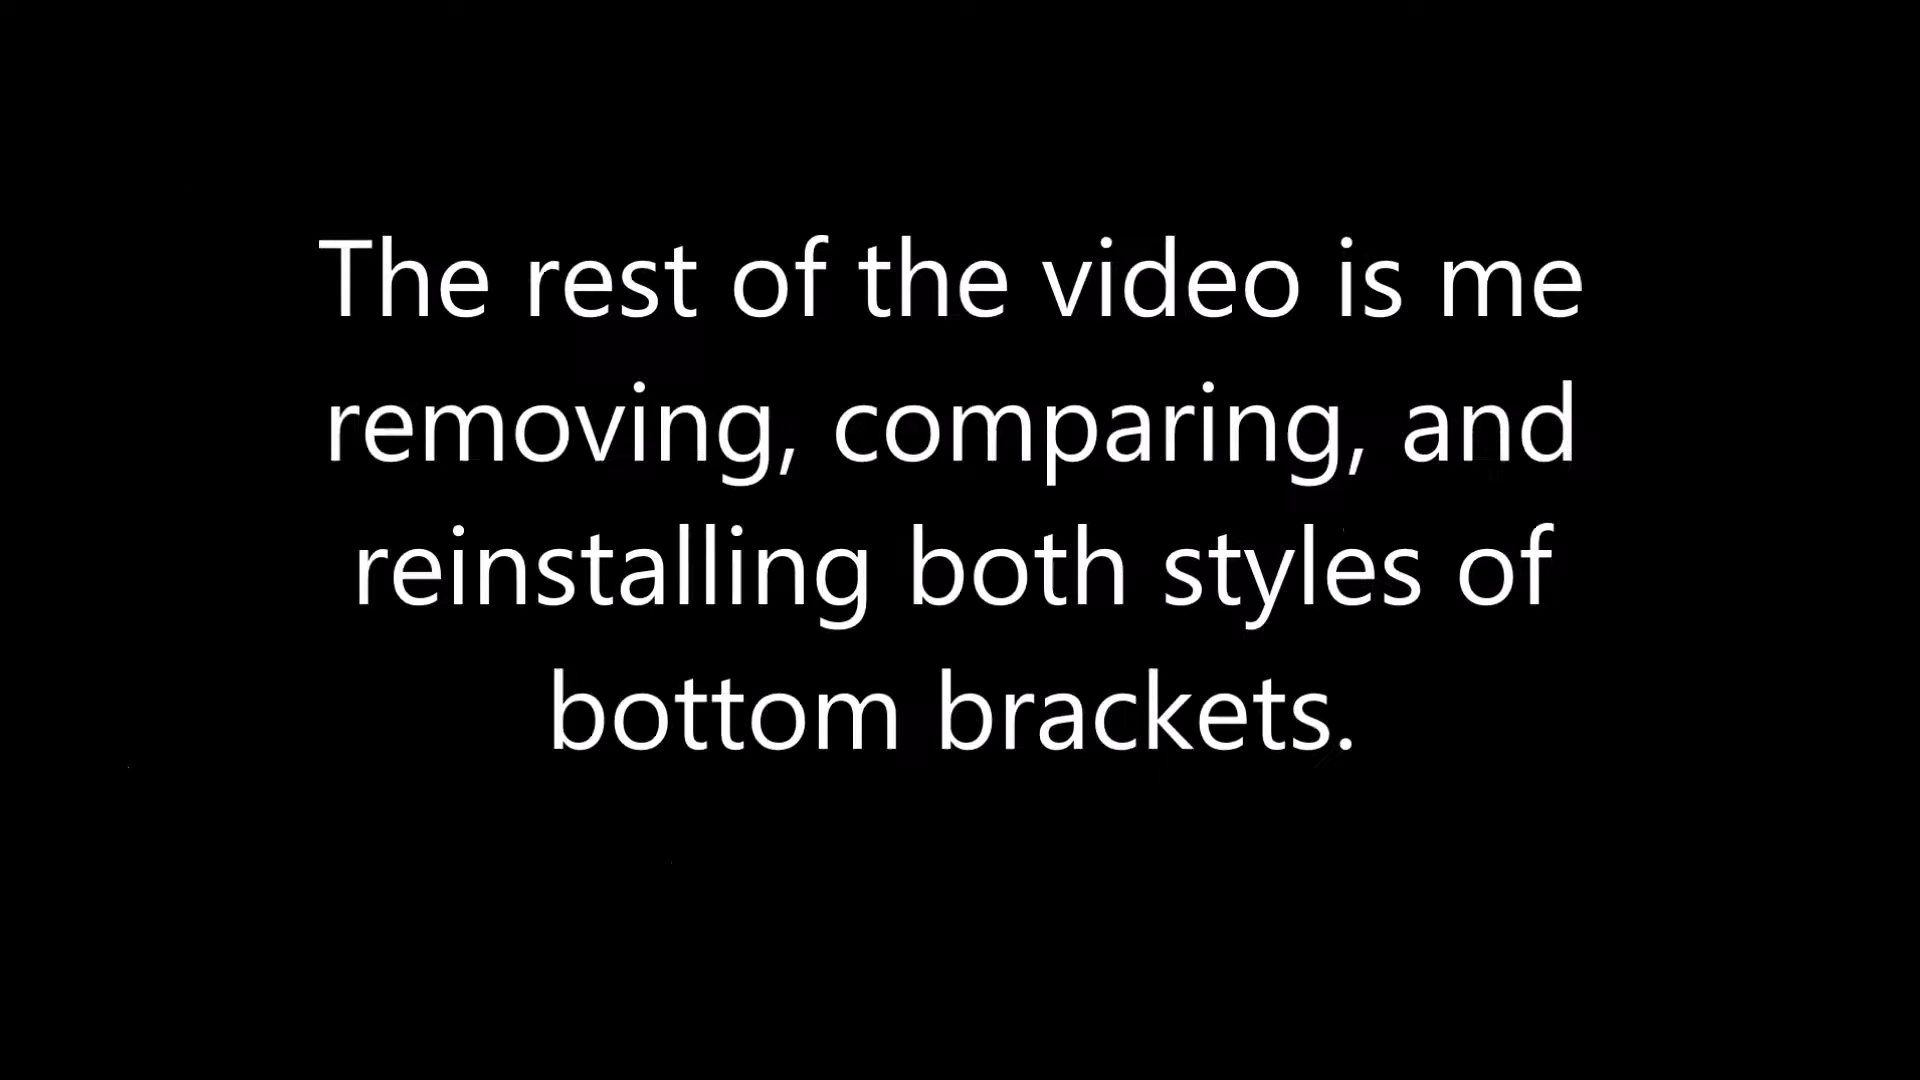 The rest of the video is me
removing, comparing, and
reinstalling both styles of
bottom brackets.